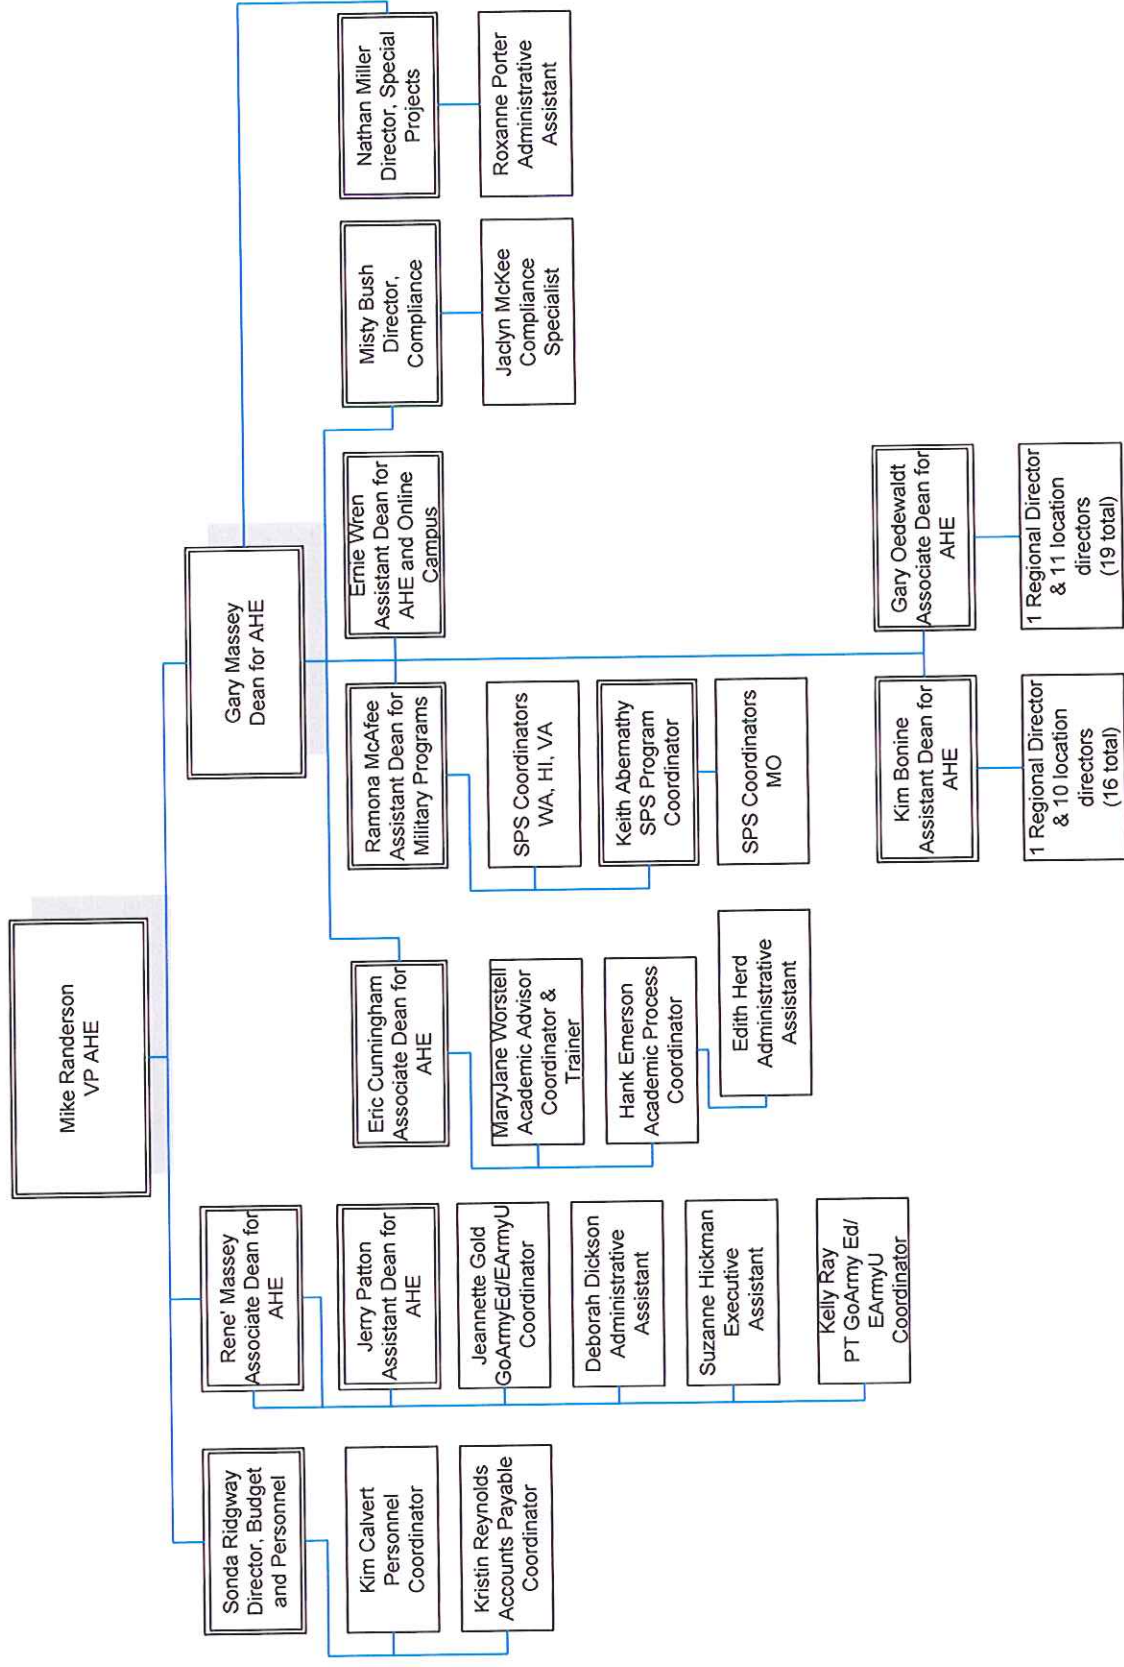 Mike Randerson
VP AHE
Sonda Ridgway
Director, Budget
and Personnel
Kim Calvert
Personnel
Coordinator
Kristin Reynolds
Accounts Payable
Coordinator
Rene' Massey
Associate Dean for
AHE
Jerry Patton
Assistant Dean for
AHE
Jeannette Gold
GoArmyEd/EArmyU
Coordinator
Deborah Dickson
Administrative
Assistant
Suzanne Hickman
Executive
Assistant
Kelly Ray
PT GoArmy Ed/
EArmyU
Coordinator
Gary Massey
Dean for AHE
Eric Cunningham
Associate Dean for
AHE
MaryJane Worstell
Academic Advisor
Coordinator &
Trainer
Hank Emerson
Academic Process
Coordinator
Edith Herd
Administrative
Assistant
Ramona McAfee
Assistant Dean for
Military Programs
SPS Coordinators
WA, HI, VA
Keith Abernathy
SPS Program
Coordinator
SPS Coordinators
MO
Ernie Wren
Assistant Dean for
AHE and Online
Campus
Misty Bush
Director,
Compliance
Jaclyn McKee
Compliance
Specialist
Nathan Miller
Director, Special
Projects
Roxanne Porter
Administrative
Assistant
Kim Bonine
Assistant Dean for
AHE
1 Regional Director
& 10 location
directors
(16 total)
Gary Oedewaldt
Associate Dean for
AHE
1 Regional Director
& 11 location
directors
(19 total)